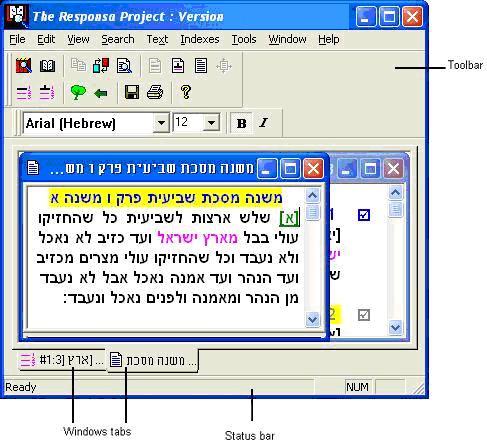 The Responsa Project : Version
File Edit View Search Text Indexes Tools Window Help
Toolbar
Arial (Hebrew) 12 B I
משנה מסכת שביעית פרק ו מש...
משנה מסכת שביעית פרק ו משנה א
[א] שלש ארצות לשביעית כל שהחזיקו
עולי בבל מארץ ישראל ועד כזיב לא נאכל
ולא נעבד וכל שהחזיקו עולי מצרים מכזיב
ועד הנהר ועד אמנה נאכל אבל לא נעבד
מן הנהר ומאמנה ולפנים נאכל ונעבד:
#1:3 [ארץ ... משנה מסכת ...
Ready NUM
Windows tabs
Status bar